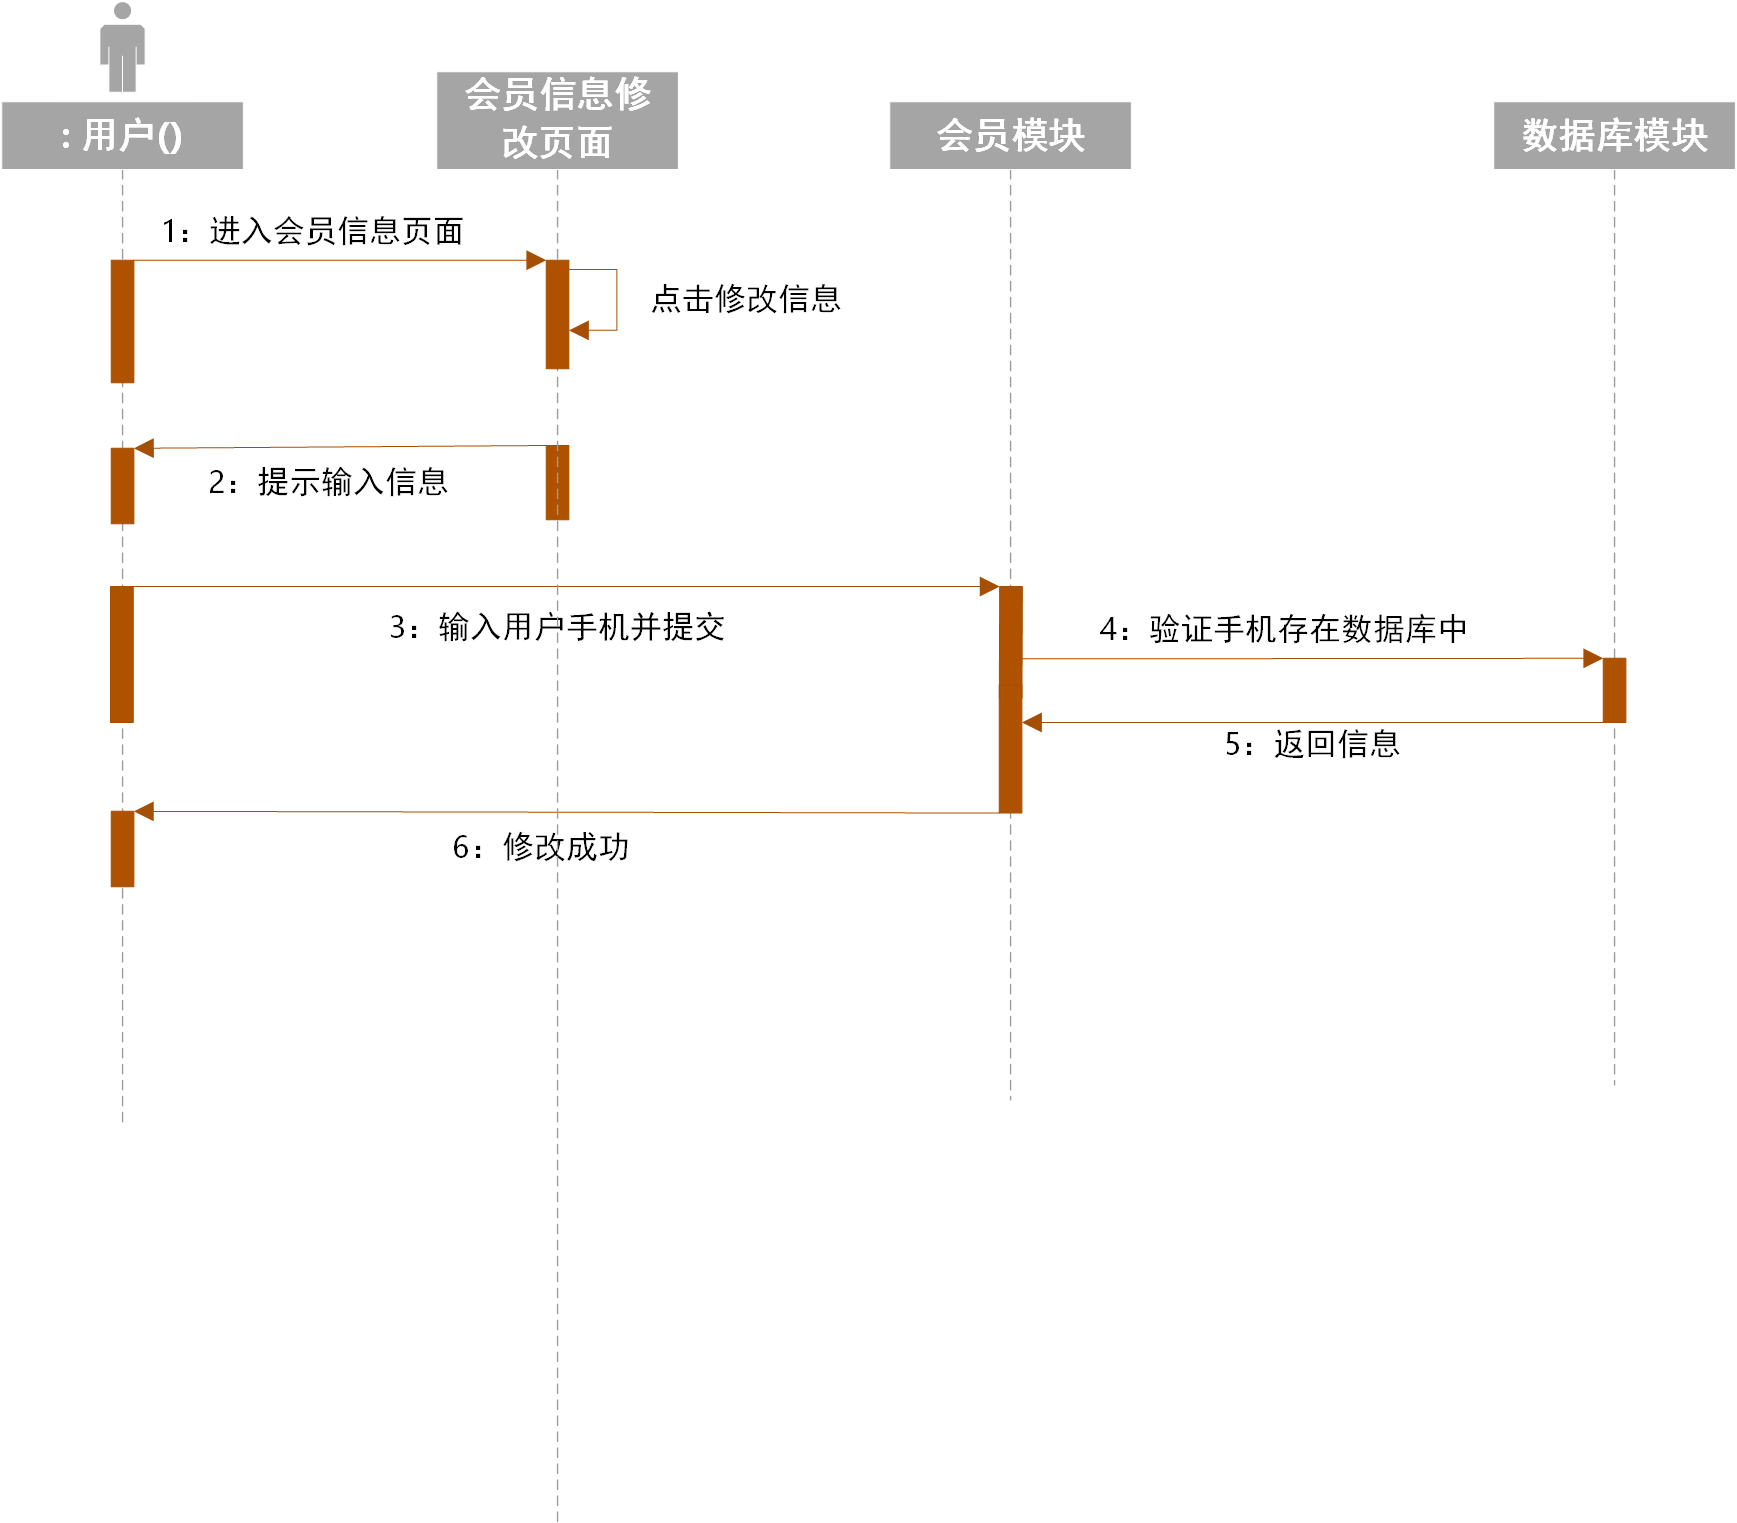 : 用户()
会员信息修
改页面
会员模块
数据库模块
1：进入会员信息页面
点击修改信息
2：提示输入信息
3：输入用户手机并提交
4：验证手机存在数据库中
5：返回信息
6：修改成功